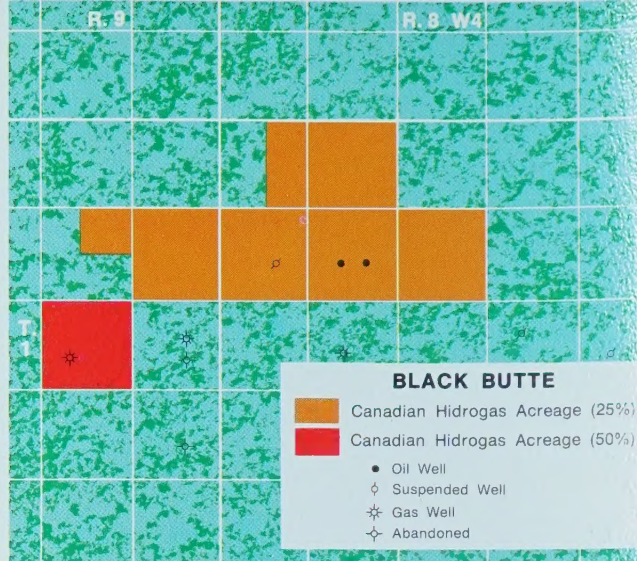 R. 9
R. 8 W4
T.
1
BLACK BUTTE
Canadian Hidrogas Acreage (25%)
Canadian Hidrogas Acreage (50%)
Oil Well
Suspended Well
Gas Well
Abandoned